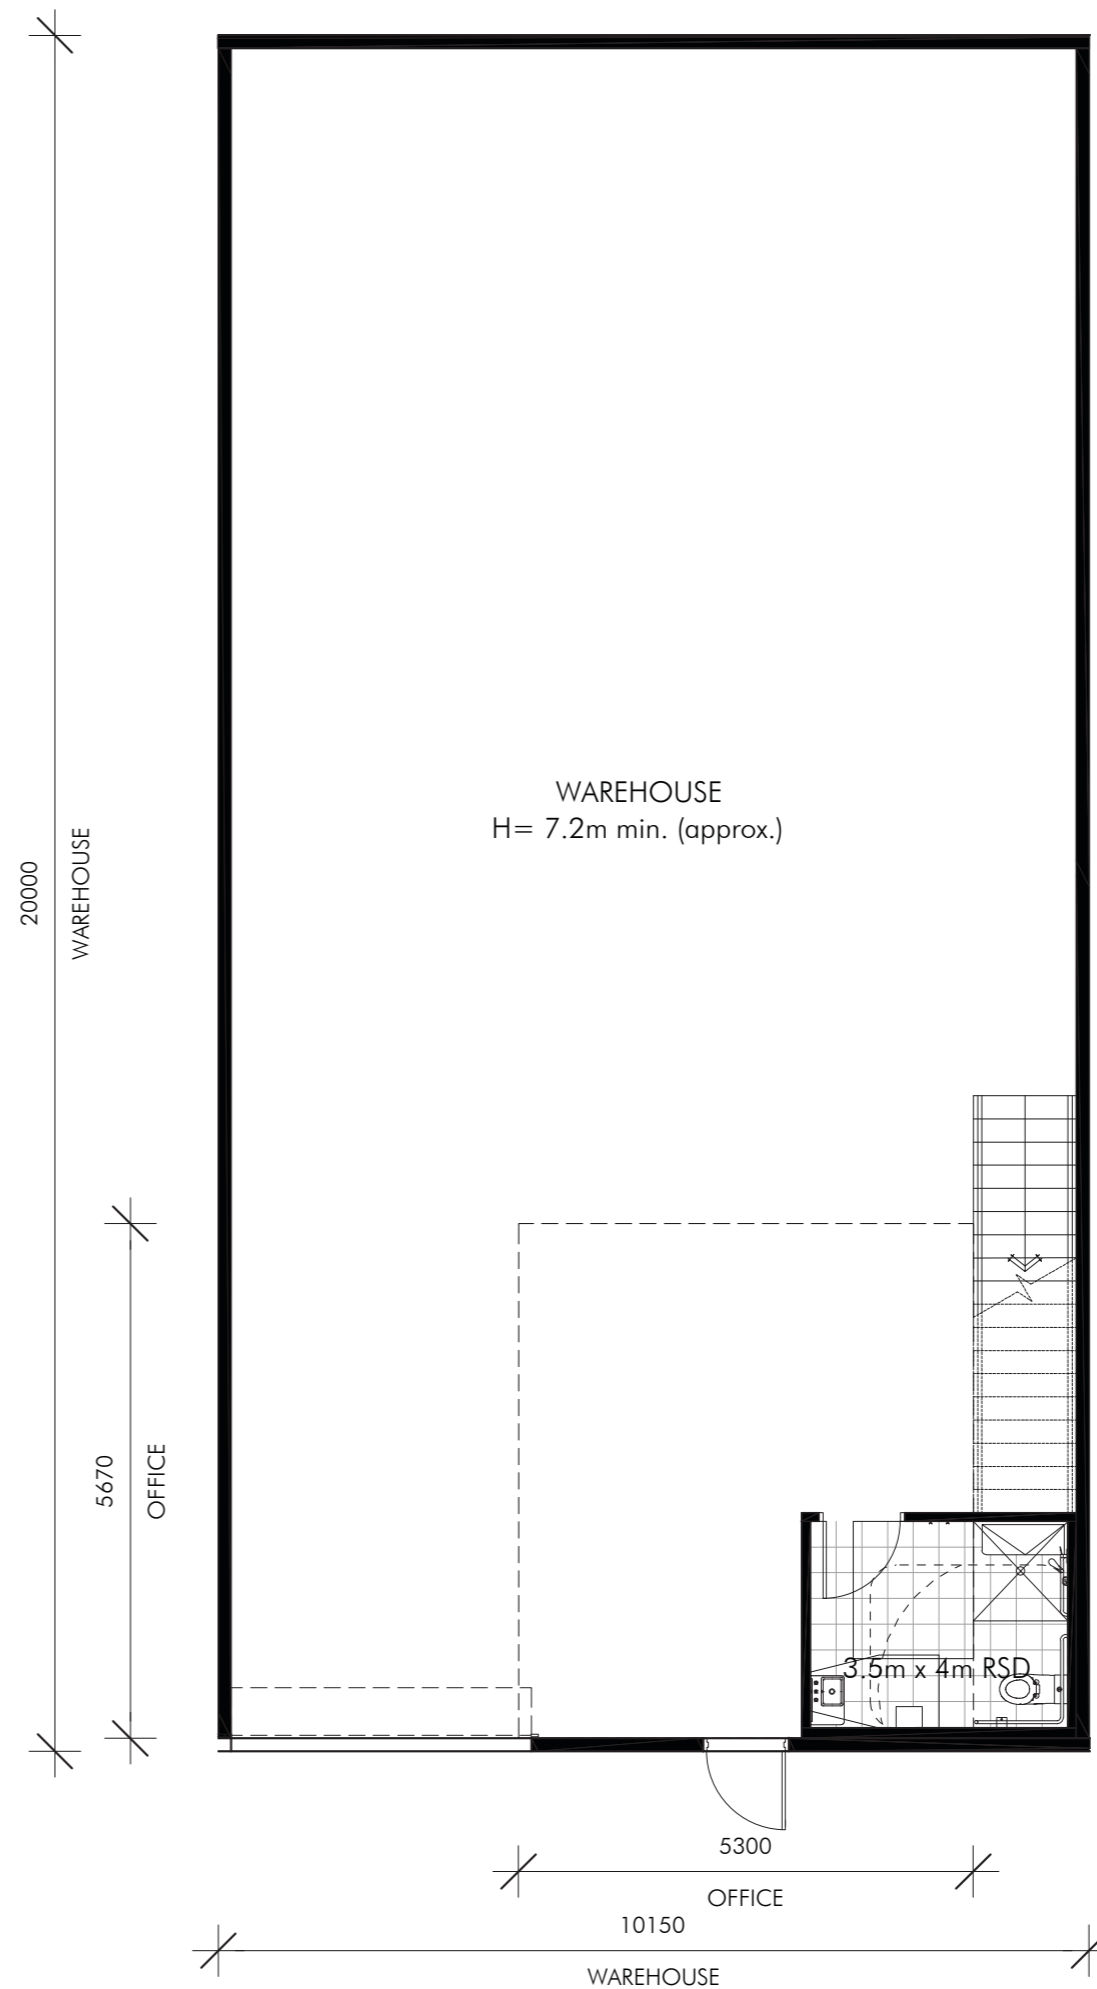 WAREHOUSE
H= 7.2m min. (approx.)
20000
WAREHOUSE
5670
OFFICE
3.5m x 4m RSD
5300
OFFICE
10150
WAREHOUSE